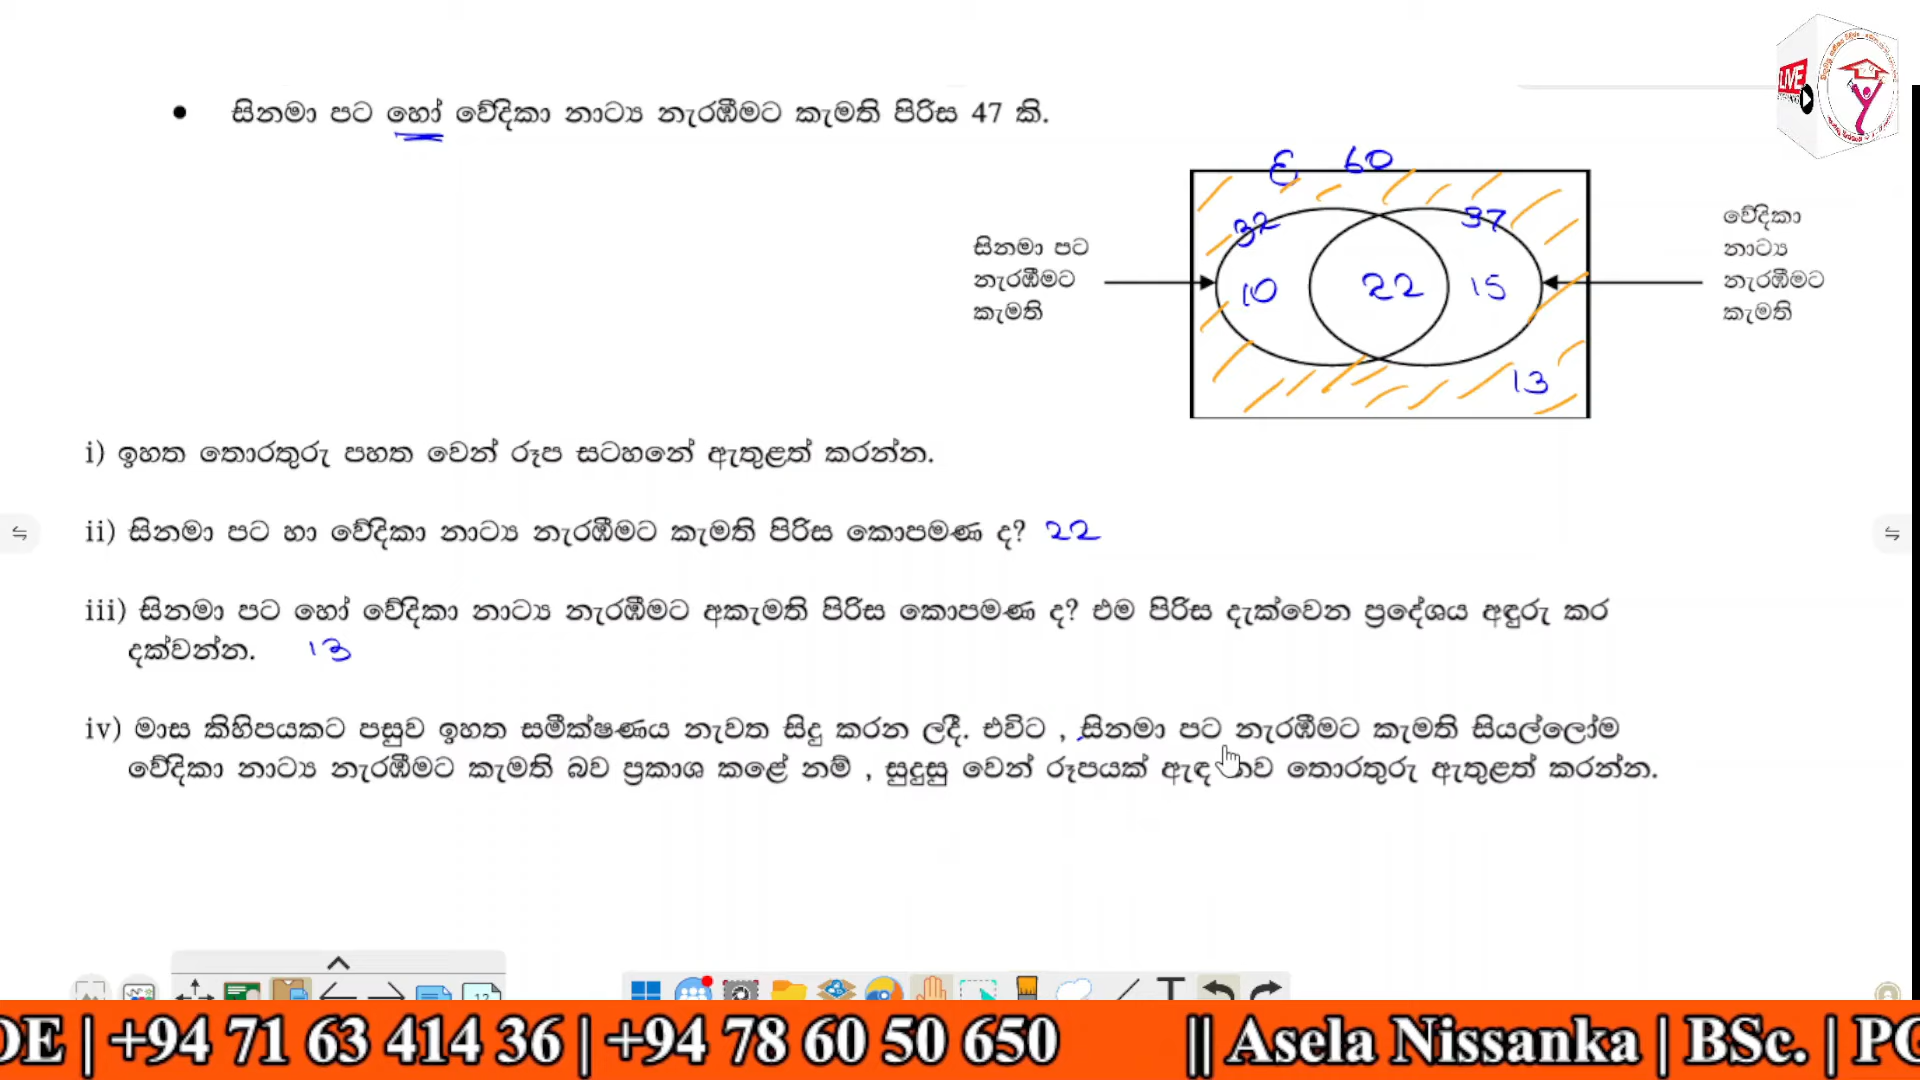 LIVE
• සිනමා පට හෝ වේදිකා නාට්‍ය නැරඹීමට කැමති පිරිස 47 කි.
ε 60
32 37
සිනමා පට
නැරඹීමට
කැමති
10 22 15
13
වේදිකා
නාට්‍ය
නැරඹීමට
කැමති
i) ඉහත තොරතුරු පහත වෙන් රූප සටහනේ ඇතුළත් කරන්න.
ii) සිනමා පට හා වේදිකා නාට්‍ය නැරඹීමට කැමති පිරිස කොපමණ ද? 22
iii) සිනමා පට හෝ වේදිකා නාට්‍ය නැරඹීමට අකැමති පිරිස කොපමණ ද? එම පිරිස දැක්වෙන ප්‍රදේශය අඳුරු කර
දක්වන්න. 13
iv) මාස කිහිපයකට පසුව ඉහත සමීක්ෂණය නැවත සිදු කරන ලදී. එවිට , සිනමා පට නැරඹීමට කැමති සියල්ලෝම
වේදිකා නාට්‍ය නැරඹීමට කැමති බව ප්‍රකාශ කළේ නම් , සුදුසු වෙන් රූපයක් ඇඳ තොරතුරු ඇතුළත් කරන්න.
DE | +94 71 63 414 36 | +94 78 60 50 650 || Asela Nissanka | BSc. | PG